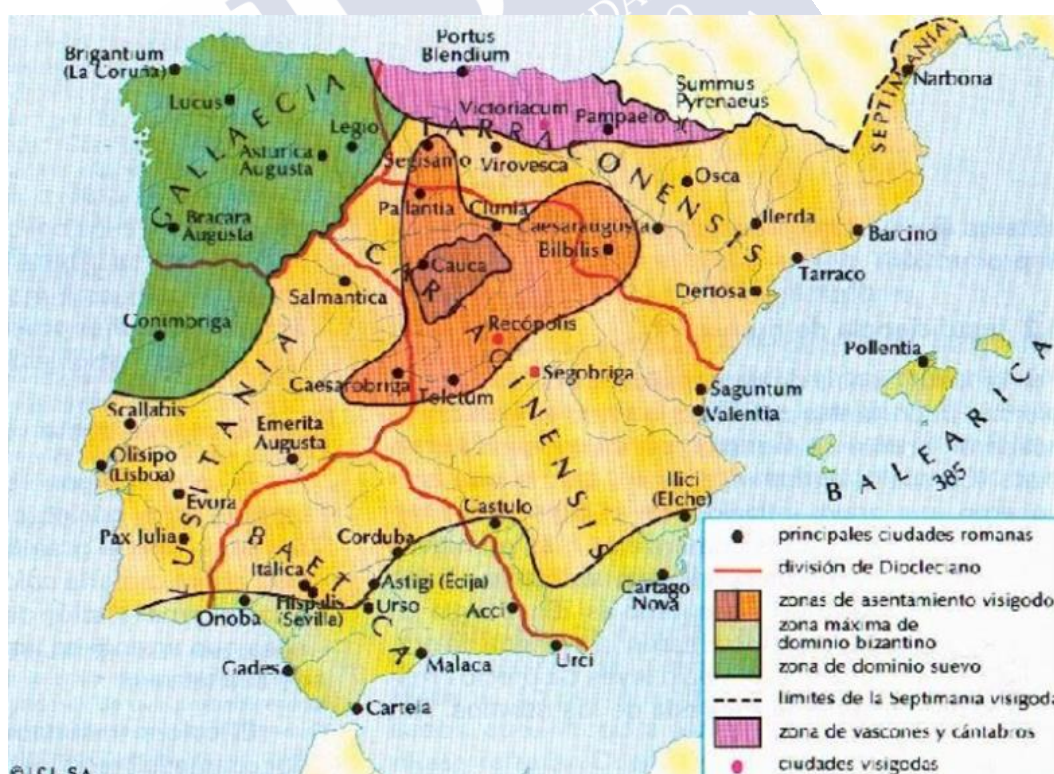 Brigantium
(La Coruña)
Portus
Blendium
Summus
Pyrenaeus
SEPTIMANIA
Narbona
Lucus
GALLAECIA
Legio
Victoriacum
Pampaelo
Asturica
Augusta
TARRACONENSIS
Segisamo
Virovesca
Osca
Bracara
Augusta
Pallantia
Clunia
Caesaraugusta
Ilerda
Barcino
Bilbilis
Cauca
Tarraco
Salmantica
CARTAGINENSIS
Dertosa
Conimbriga
Recópolis
Pollentia
Caesarobriga
Toletum
Segobriga
Saguntum
Valentia
BALEARICA
385
Scallabis
Emerita
Augusta
LUSITANIA
Olisipo
(Lisboa)
Evora
Ilici
(Elche)
Castulo
Pax Julia
BAETICA
Corduba
Italica
Astigi (Ecija)
Cartago
Nova
Onoba
Hispalis
(Sevilla)
Urso
Acci
Gades
Malaca
Urci
Carteia
principales ciudades romanas
división de Diocleciano
zonas de asentamiento visigodo
zona máxima de
dominio bizantino
zona de dominio suevo
límites de la Septimania visigoda
zona de vascones y cántabros
ciudades visigodas